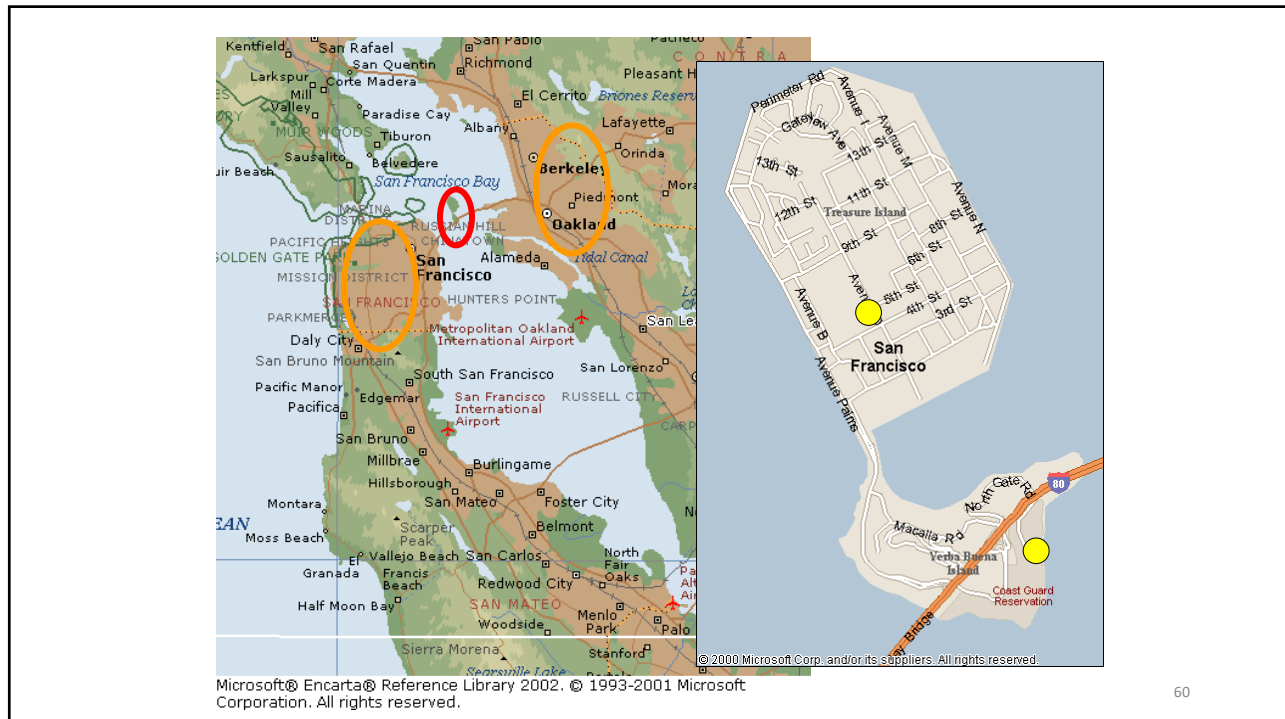 Kentfield
San Rafael
San Pablo
Pacheco
San Quentin
Richmond
CONTRA
Larkspur
Corte Madera
Pleasant H
Mill
Valley
El Cerrito
Briones Reserv
Paradise Cay
Albany
Lafayette
MUIR WOODS
Tiburon
Orinda
Sausalito
Belvedere
Berkeley
uir Beach
San Francisco Bay
Mora
Piedmont
MARINA
DISTRICT
RUSSIAN HILL
Oakland
PACIFIC HEIGHTS
CHINATOWN
GOLDEN GATE PARK
San
Francisco
Alameda
Tidal Canal
MISSION DISTRICT
SAN FRANCISCO
HUNTERS POINT
PARKMERCED
Metropolitan Oakland
International Airport
San Lea
Daly City
San Bruno Mountain
South San Francisco
San Lorenzo
Pacific Manor
Edgemar
San Francisco
International
Airport
RUSSELL CITY
Pacifica
CARP
San Bruno
Millbrae
Burlingame
Hillsborough
San Mateo
Foster City
Montara
EAN
Scarper
Peak
Belmont
Moss Beach
El
Granada
Vallejo Beach
San Carlos
North
Fair
Oaks
Francis
Beach
Redwood City
Half Moon Bay
SAN MATEO
Menlo
Park
Palo
Woodside
Sierra Morena
Stanford
Searsville Lake
Perimeter Rd
Avenue I
Gateview Ave
Avenue M
13th St
13th St
11th St
12th St
Treasure Island
Avenue N
9th St
8th St
6th St
5th St
4th St
3rd St
Avenue B
San
Francisco
Avenue Palms
80
North Gate Rd
Macalla Rd
Yerba Buena
Island
Coast Guard
Reservation
ay Bridge
© 2000 Microsoft Corp. and/or its suppliers. All rights reserved.
Microsoft® Encarta® Reference Library 2002. © 1993-2001 Microsoft
Corporation. All rights reserved.
60